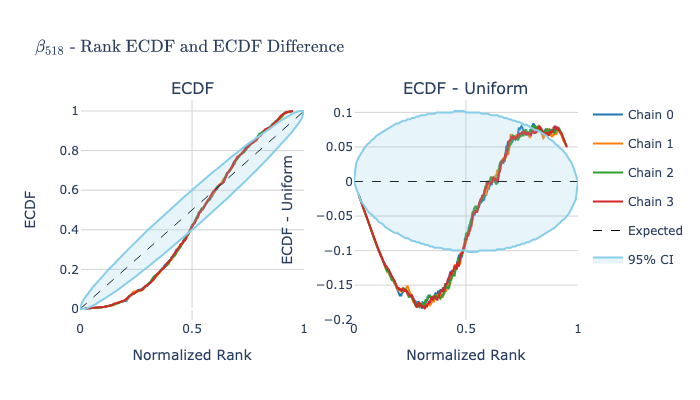 β₅₁₈ - Rank ECDF and ECDF Difference
ECDF
ECDF
1
0.8
0.6
0.4
0.2
0
0
0.5
1
Normalized Rank
ECDF - Uniform
ECDF - Uniform
0.1
0.05
0
−0.05
−0.1
−0.15
−0.2
0
0.5
1
Normalized Rank
Chain 0
Chain 1
Chain 2
Chain 3
Expected
95% CI